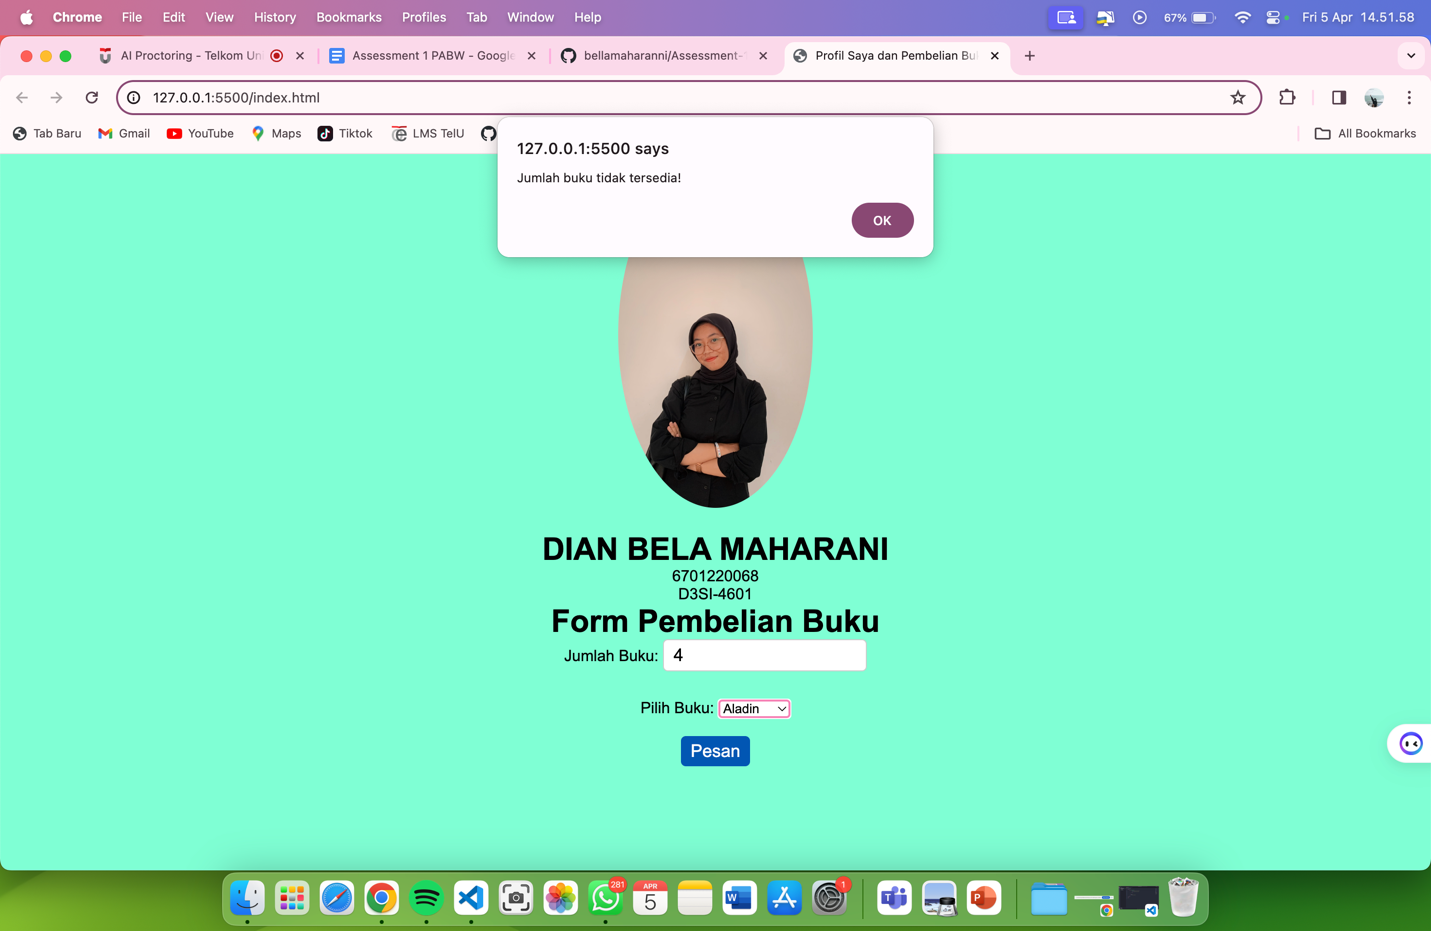 Chrome File Edit View History Bookmarks Profiles Tab Window Help 67% Fri 5 Apr 14.51.58
AI Proctoring - Telkom Un
Assessment 1 PABW - Google
bellamaharanni/Assessment-
Profil Saya dan Pembelian Bu
127.0.0.1:5500/index.html
Tab Baru Gmail YouTube Maps Tiktok LMS TelU All Bookmarks
127.0.0.1:5500 says
Jumlah buku tidak tersedia!
OK
DIAN BELA MAHARANI
6701220068
D3SI-4601
Form Pembelian Buku
Jumlah Buku: 4
Pilih Buku: Aladin
Pesan
281
APR
5
1